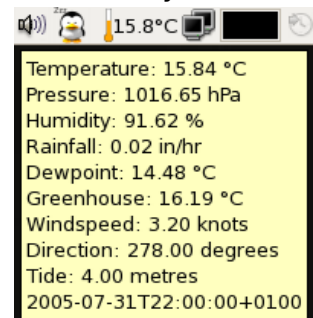 Zzz
15.8°C
Temperature: 15.84 °C
Pressure: 1016.65 hPa
Humidity: 91.62 %
Rainfall: 0.02 in/hr
Dewpoint: 14.48 °C
Greenhouse: 16.19 °C
Windspeed: 3.20 knots
Direction: 278.00 degrees
Tide: 4.00 metres
2005-07-31T22:00:00+0100